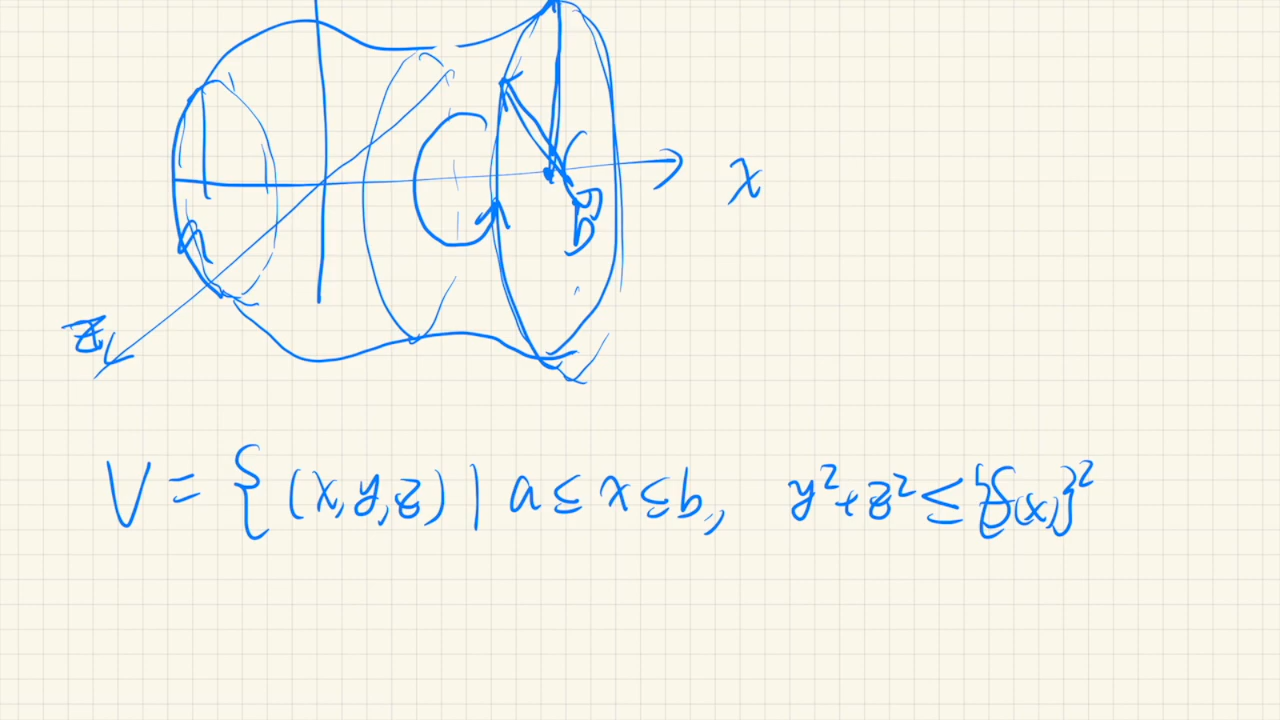 x
b
z
V = { (x,y,z) | a ≤ x ≤ b, y² + z² ≤ {f(x)}²